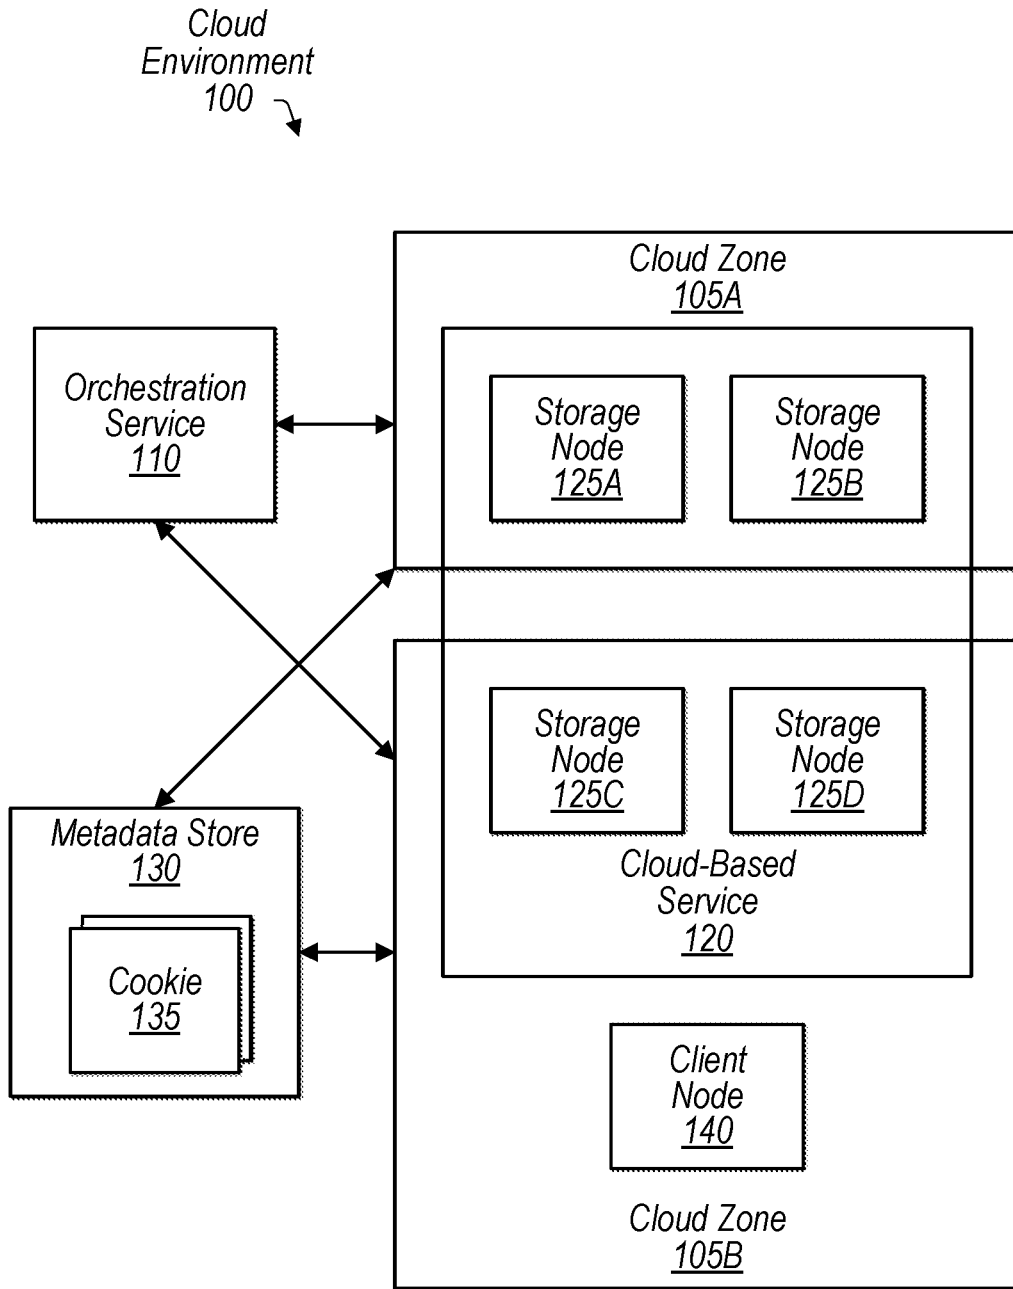 Cloud
Environment
100
Cloud Zone
105A
Orchestration
Service
110
Storage
Node
125A
Storage
Node
125B
Storage
Node
125C
Storage
Node
125D
Cloud-Based
Service
120
Metadata Store
130
Cookie
135
Client
Node
140
Cloud Zone
105B